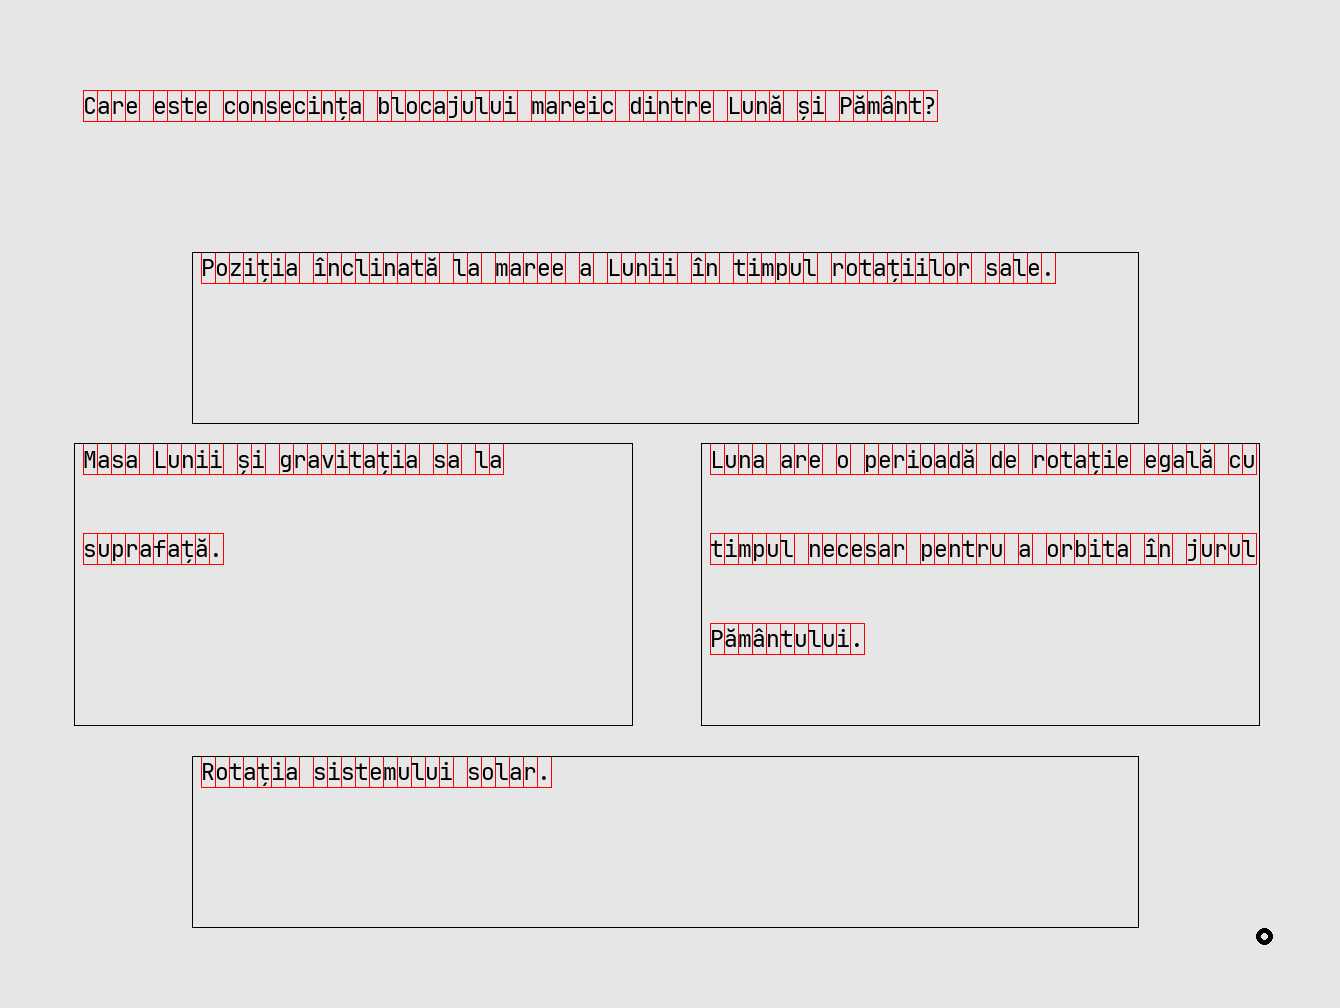 Care este consecința blocajului mareic dintre Lună și Pământ?
Poziția înclinată la maree a Lunii în timpul rotațiilor sale.
Masa Lunii și gravitația sa la
suprafață.
Luna are o perioadă de rotație egală cu
timpul necesar pentru a orbita în jurul
Pământului.
Rotația sistemului solar.